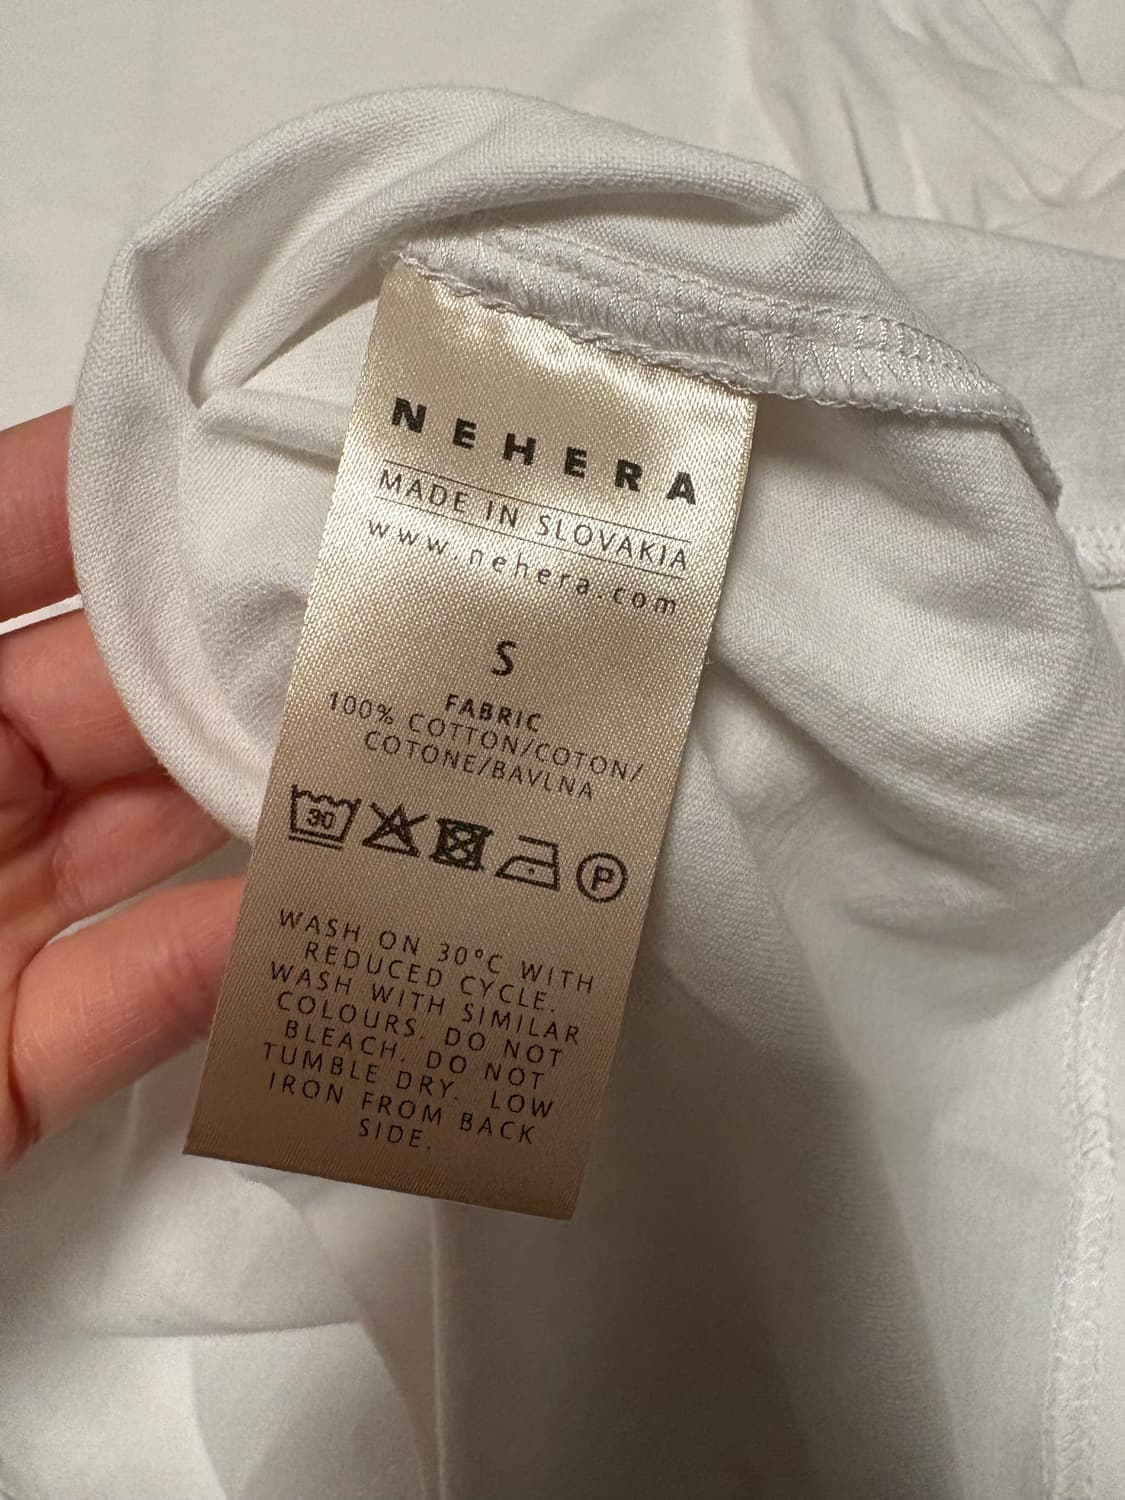 NEHERA
MADE IN SLOVAKIA
www.nehera.com
S
FABRIC
100% COTTON/COTON/
COTONE/BAVLNA
30 P
WASH ON 30°C WITH
REDUCED CYCLE.
WASH WITH SIMILAR
COLOURS. DO NOT
BLEACH. DO NOT
TUMBLE DRY. LOW
IRON FROM BACK
SIDE.